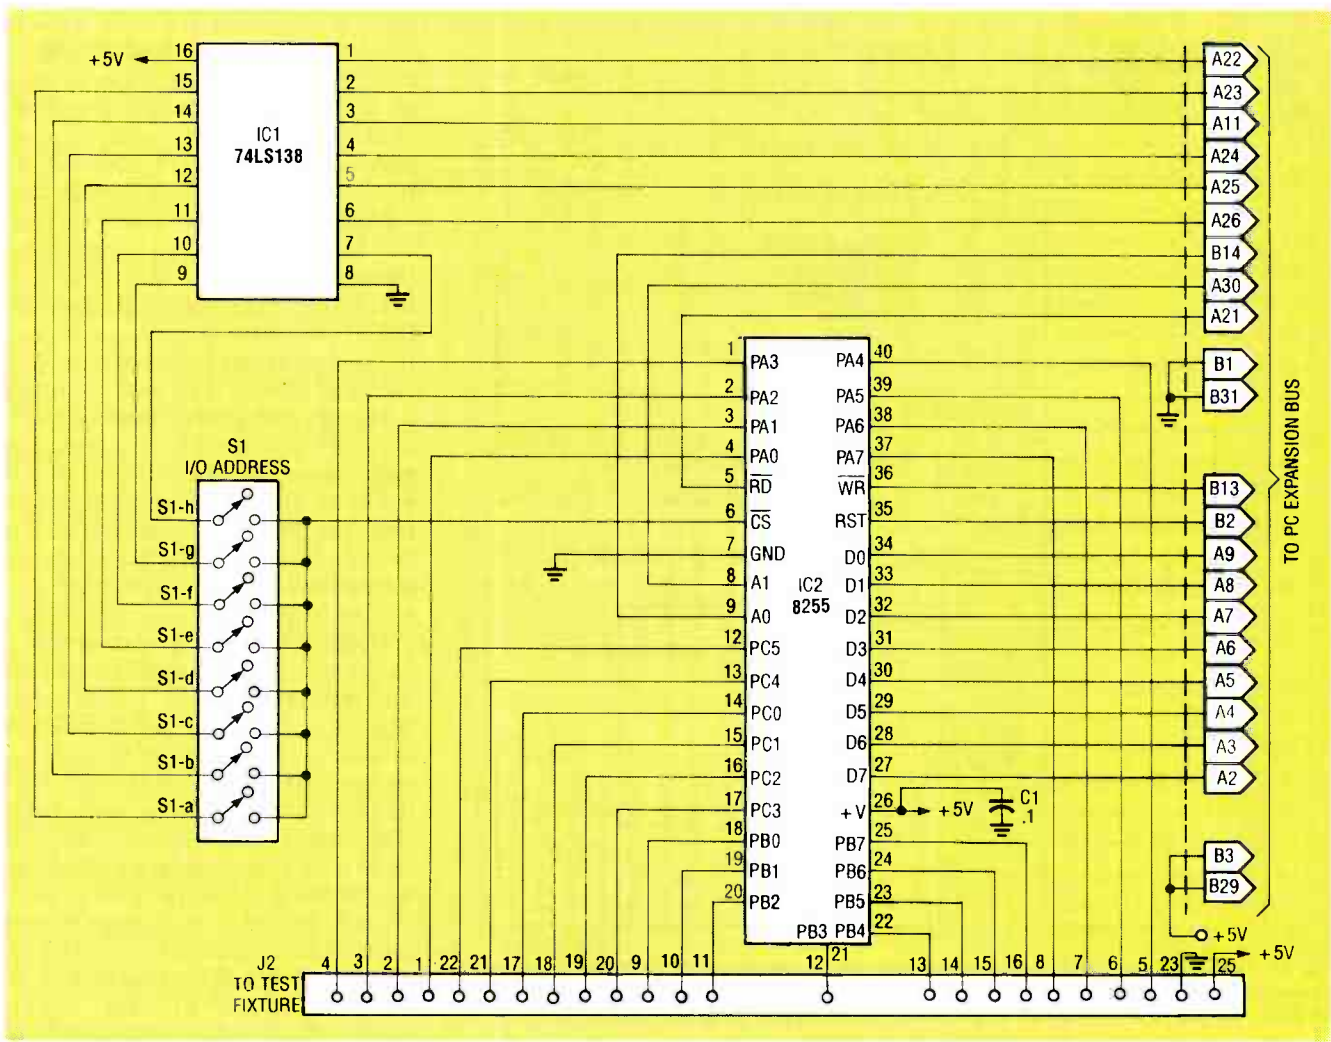 +5V
16
15
14
13
12
11
10
9
IC1
74LS138
1
2
3
4
5
6
7
8
A22
A23
A11
A24
A25
A26
B14
A30
A21
B1
B31
B13
B2
A9
A8
A7
A6
A5
A4
A3
A2
B3
B29
TO PC EXPANSION BUS
S1
I/O ADDRESS
S1-h
S1-g
S1-f
S1-e
S1-d
S1-c
S1-b
S1-a
1 PA3
2 PA2
3 PA1
4 PA0
5 RD
6 CS
7 GND
8 A1
9 A0
12 PC5
13 PC4
14 PC0
15 PC1
16 PC2
17 PC3
18 PB0
19 PB1
20 PB2
IC2
8255
PA4 40
PA5 39
PA6 38
PA7 37
WR 36
RST 35
D0 34
D1 33
D2 32
D3 31
D4 30
D5 29
D6 28
D7 27
+V 26
PB7 25
PB6 24
PB5 23
PB3 PB4 22
21
+5V
C1
.1
+5V
+5V
J2
TO TEST
FIXTURE
4 3 2 1 22 21 17 18 19 20 9 10 11 12 13 14 15 16 8 7 6 5 23 25